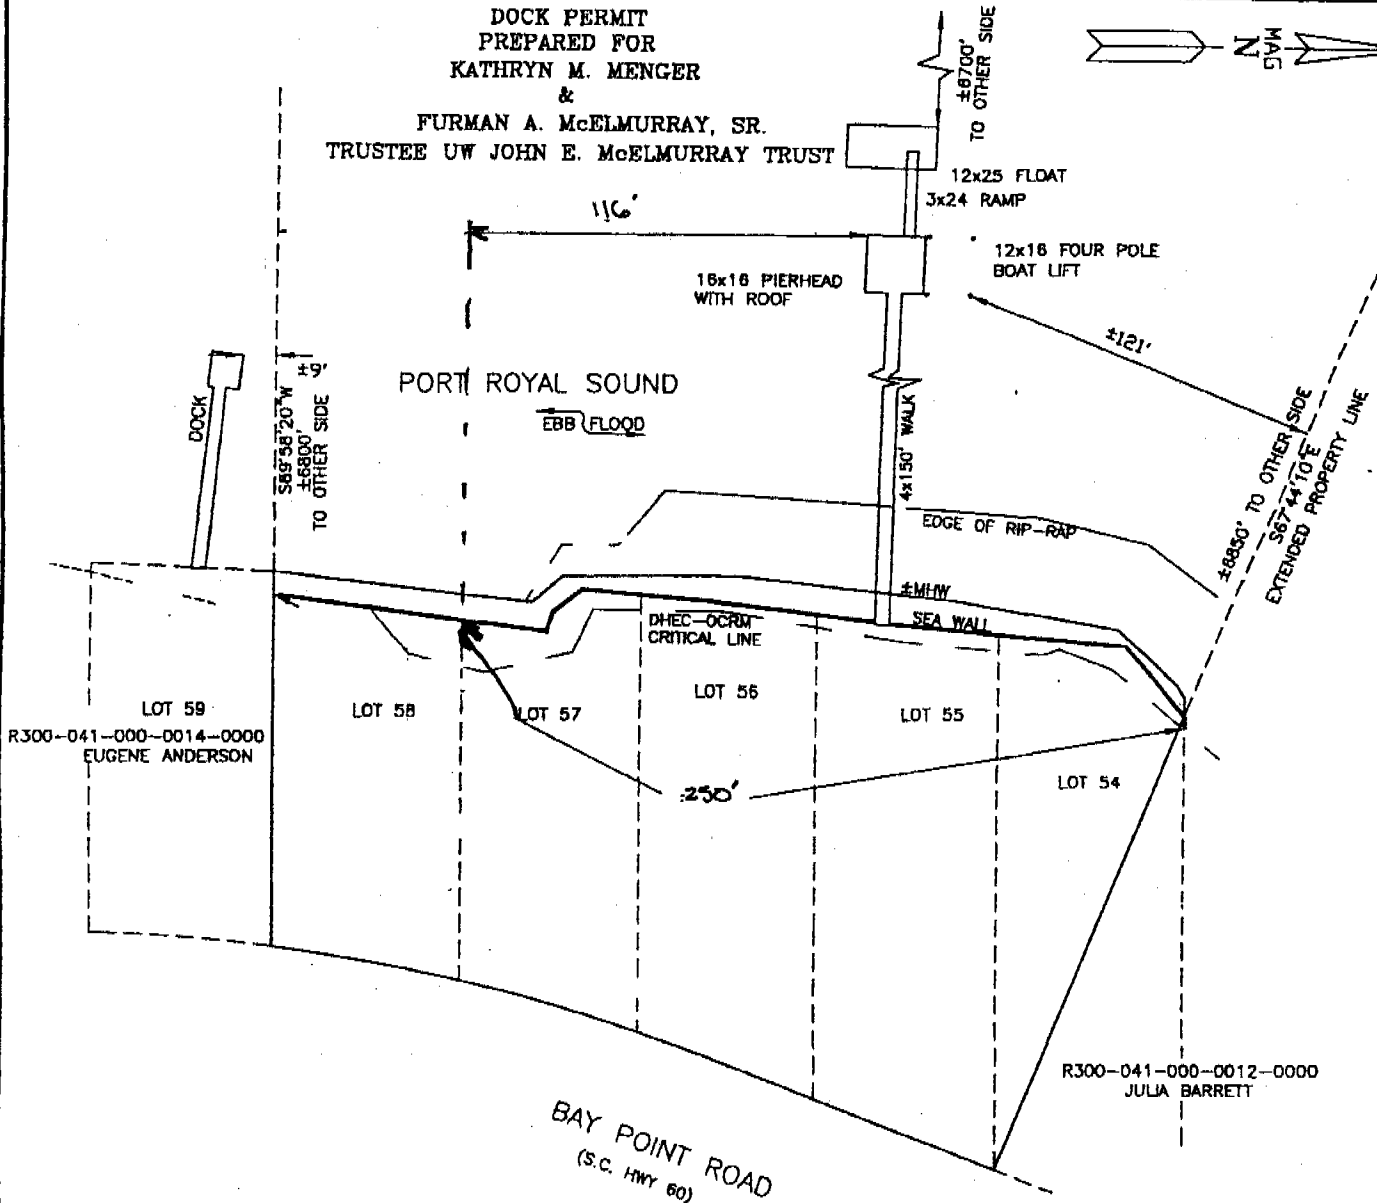 DOCK PERMIT
PREPARED FOR
KATHRYN M. MENGER
&
FURMAN A. McELMURRAY, SR.
TRUSTEE UW JOHN E. McELMURRAY TRUST
±8700'
TO OTHER SIDE
MAG
N
12x25 FLOAT
3x24 RAMP
116'
12x16 FOUR POLE
BOAT LIFT
16x16 PIERHEAD
WITH ROOF
±121'
±9'
PORT ROYAL SOUND
EBB FLOOD
DOCK
S89°58'20"W
±6800'
TO OTHER SIDE
4x150' WALK
EDGE OF RIP-RAP
±8850' TO OTHER SIDE
S67°44'10"E
EXTENDED PROPERTY LINE
±MHW
SEA WALL
DHEC-OCRM
CRITICAL LINE
LOT 59
R300-041-000-0014-0000
EUGENE ANDERSON
LOT 58
LOT 57
LOT 56
LOT 55
LOT 54
±250'
R300-041-000-0012-0000
JULIA BARRETT
BAY POINT ROAD
(S.C. HWY 60)